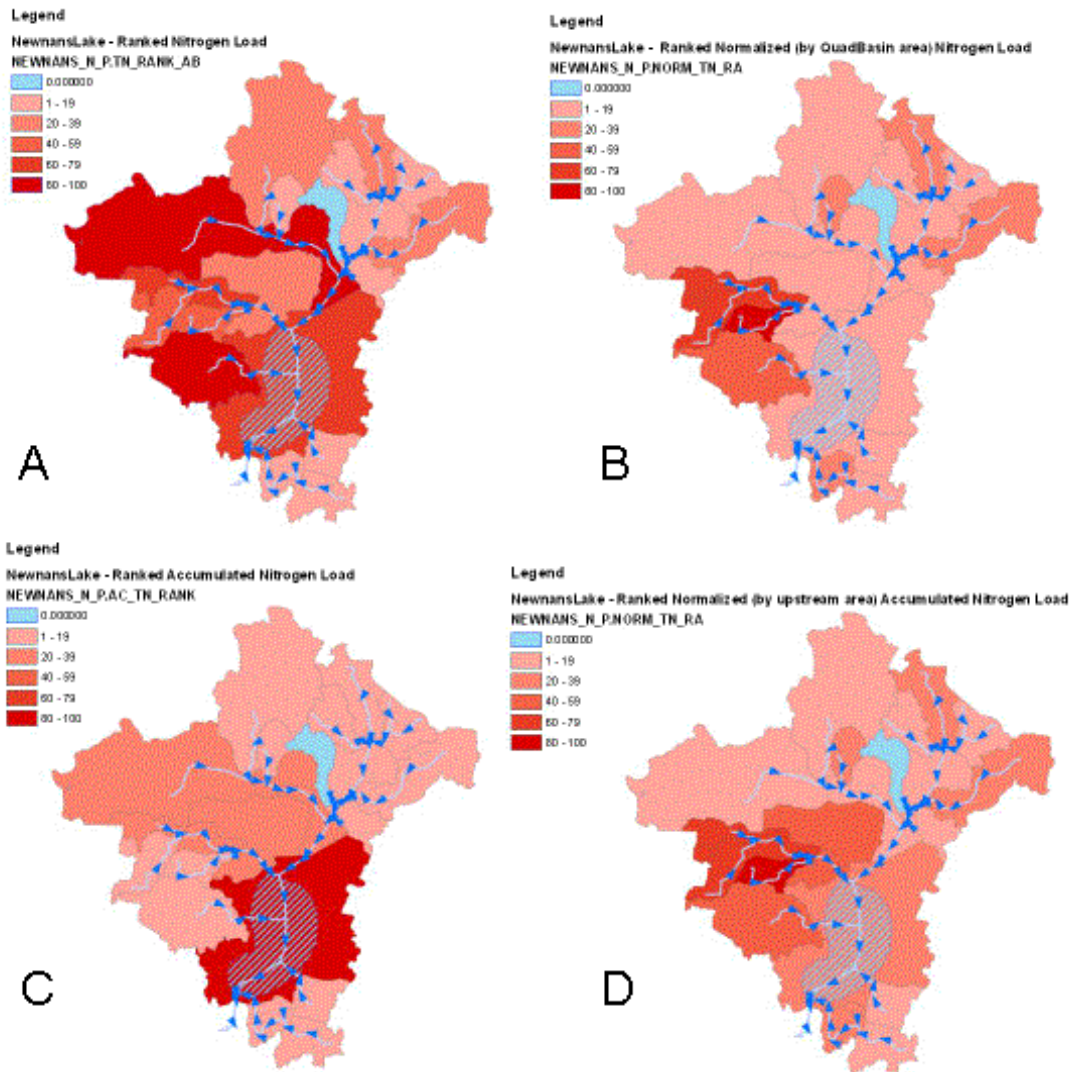 Legend
NewnansLake - Ranked Nitrogen Load
NEWNANS_N_P.TN_RANK_AB
0.000000
1 - 19
20 - 39
40 - 59
60 - 79
80 - 100
A
Legend
NewnansLake - Ranked Normalized (by QuadBasin area) Nitrogen Load
NEWNANS_N_P.NORM_TN_RA
0.000000
1 - 19
20 - 39
40 - 59
60 - 79
80 - 100
B
Legend
NewnansLake - Ranked Accumulated Nitrogen Load
NEWNANS_N_P.AC_TN_RANK
0.000000
1 - 19
20 - 39
40 - 59
60 - 79
80 - 100
C
Legend
NewnansLake - Ranked Normalized (by upstream area) Accumulated Nitrogen Load
NEWNANS_N_P.NORM_TN_RA
0.000000
1 - 19
20 - 39
40 - 59
60 - 79
80 - 100
D